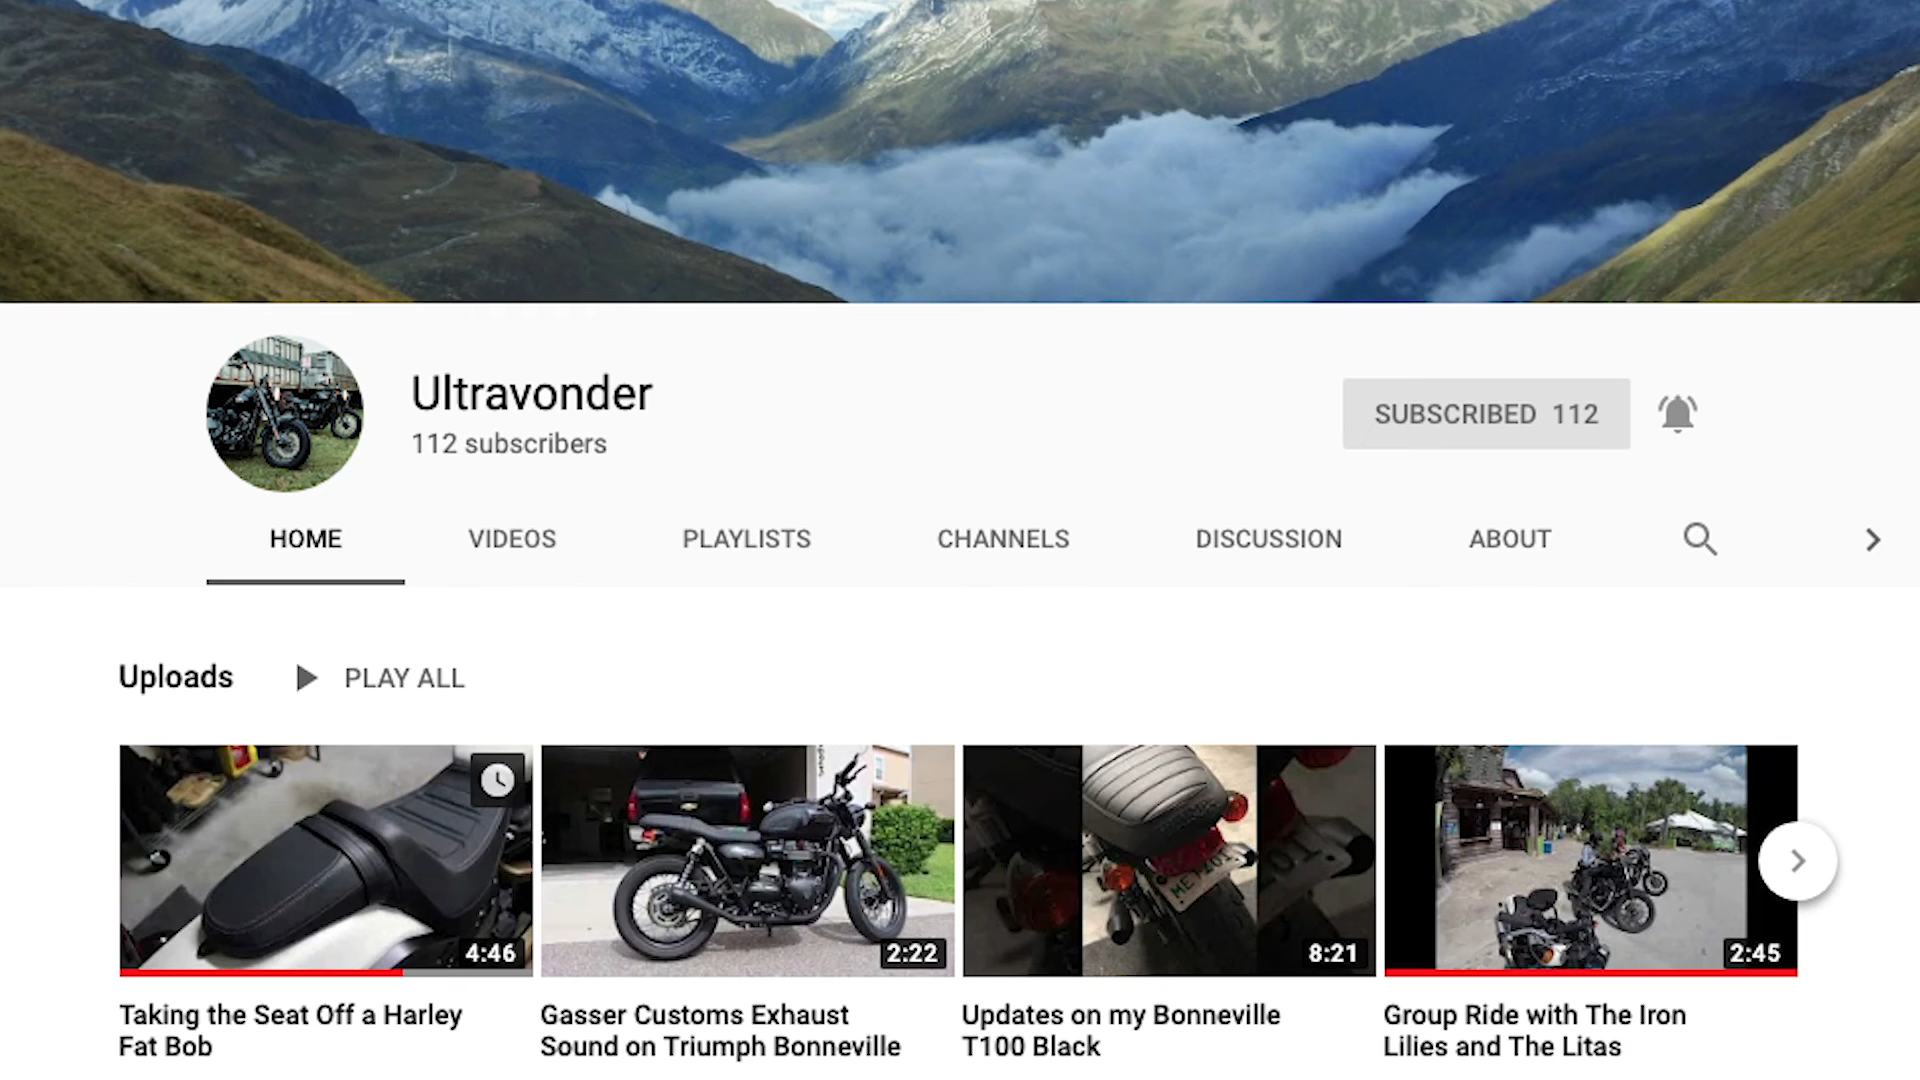 Ultravonder
112 subscribers
SUBSCRIBED 112
HOME VIDEOS PLAYLISTS CHANNELS DISCUSSION ABOUT
Uploads PLAY ALL
4:46
2:22
8:21
2:45
Taking the Seat Off a Harley
Fat Bob
Gasser Customs Exhaust
Sound on Triumph Bonneville
Updates on my Bonneville
T100 Black
Group Ride with The Iron
Lilies and The Litas